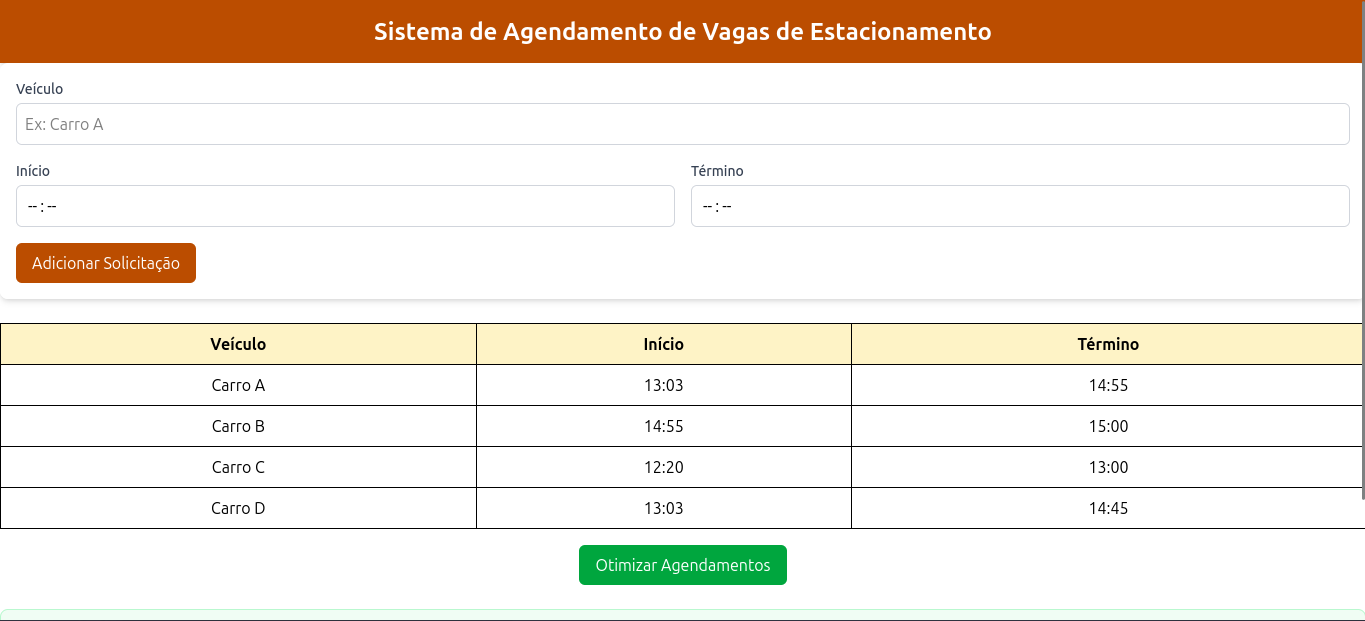 Sistema de Agendamento de Vagas de Estacionamento
Veículo
Ex: Carro A
Início Término
-- : -- -- : --
Adicionar Solicitação
Veículo Início Término
Carro A 13:03 14:55
Carro B 14:55 15:00
Carro C 12:20 13:00
Carro D 13:03 14:45
Otimizar Agendamentos